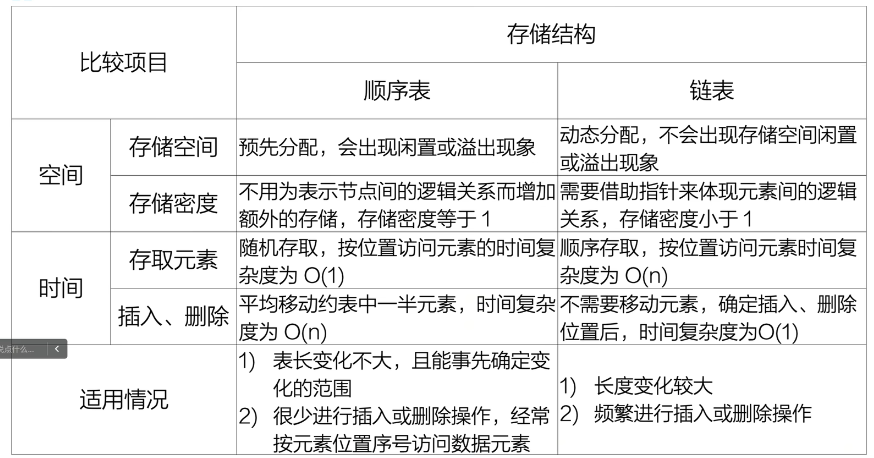 比较项目
存储结构
顺序表
链表
空间
存储空间
预先分配，会出现闲置或溢出现象
动态分配，不会出现存储空间闲置
或溢出现象
存储密度
不用为表示节点间的逻辑关系而增加
额外的存储，存储密度等于 1
需要借助指针来体现元素间的逻辑
关系，存储密度小于 1
时间
存取元素
随机存取，按位置访问元素的时间复
杂度为 O(1)
顺序存取，按位置访问元素时间复
杂度为 O(n)
插入、删除
平均移动约表中一半元素，时间复杂
度为 O(n)
不需要移动元素，确定插入、删除
位置后，时间复杂度为O(1)
说点什么...
适用情况
1) 表长变化不大，且能事先确定变
化的范围
2) 很少进行插入或删除操作，经常
按元素位置序号访问数据元素
1) 长度变化较大
2) 频繁进行插入或删除操作